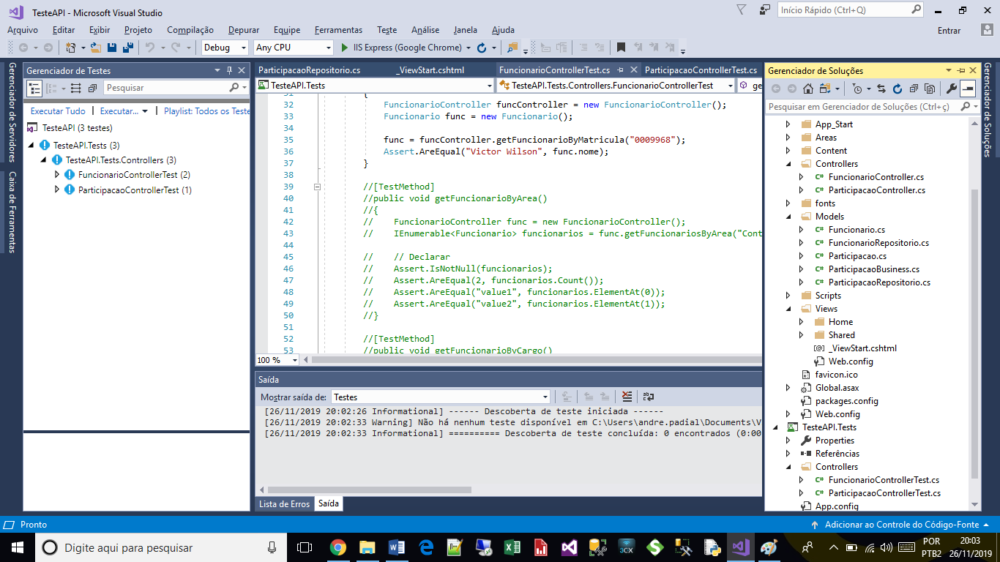 TesteAPI - Microsoft Visual Studio
Início Rápido (Ctrl+Q)
Arquivo Editar Exibir Projeto Compilação Depurar Equipe Ferramentas Teste Análise Janela Ajuda
Entrar
Debug Any CPU IIS Express (Google Chrome)
Gerenciador de Servidores
Caixa de Ferramentas
Gerenciador de Testes
Pesquisar
Executar Tudo | Executar... | Playlist: Todos os Teste
TesteAPI (3 testes)
TesteAPI.Tests (3)
TesteAPI.Tests.Controllers (3)
FuncionarioControllerTest (2)
ParticipacaoControllerTest (1)
ParticipacaoRepositorio.cs _ViewStart.cshtml FuncionarioControllerTest.cs ParticipacaoControllerTest.cs
TesteAPI.Tests TesteAPI.Tests.Controllers.FuncionarioControllerTest ge
31 {
32 FuncionarioController funcController = new FuncionarioController();
33 Funcionario func = new Funcionario();
34
35 func = funcController.getFuncionarioByMatricula("0009968");
36 Assert.AreEqual("Victor Wilson", func.nome);
37 }
38
39 //[TestMethod]
40 //public void getFuncionarioByArea()
41 //{
42 // FuncionarioController func = new FuncionarioController();
43 // IEnumerable<Funcionario> funcionarios = func.getFuncionariosByArea("Cont
44
45 // // Declarar
46 // Assert.IsNotNull(funcionarios);
47 // Assert.AreEqual(2, funcionarios.Count());
48 // Assert.AreEqual("value1", funcionarios.ElementAt(0));
49 // Assert.AreEqual("value2", funcionarios.ElementAt(1));
50 //}
51
52 //[TestMethod]
53 //public void getFuncionarioByCargo()
100 %
Saída
Mostrar saída de: Testes
[26/11/2019 20:02:26 Informational] ------ Descoberta de teste iniciada ------
[26/11/2019 20:02:33 Warning] Não há nenhum teste disponível em C:\Users\andre.padial\Documents\V
[26/11/2019 20:02:33 Informational] ========== Descoberta de teste concluída: 0 encontrados (0:00
Lista de Erros Saída
Gerenciador de Soluções
Pesquisar em Gerenciador de Soluções (Ctrl+ç)
App_Start
Areas
Content
Controllers
C# FuncionarioController.cs
C# ParticipacaoController.cs
fonts
Models
C# Funcionario.cs
C# FuncionarioRepositorio.cs
C# Participacao.cs
C# ParticipacaoBusiness.cs
C# ParticipacaoRepositorio.cs
Scripts
Views
Home
Shared
_ViewStart.cshtml
Web.config
favicon.ico
Global.asax
packages.config
Web.config
TesteAPI.Tests
Properties
Referências
Controllers
C# FuncionarioControllerTest.cs
C# ParticipacaoControllerTest.cs
App.config
Gerenciador de Soluções
Pronto
Adicionar ao Controle do Código-Fonte
Digite aqui para pesquisar
3CX
POR
PTB2
20:03
26/11/2019